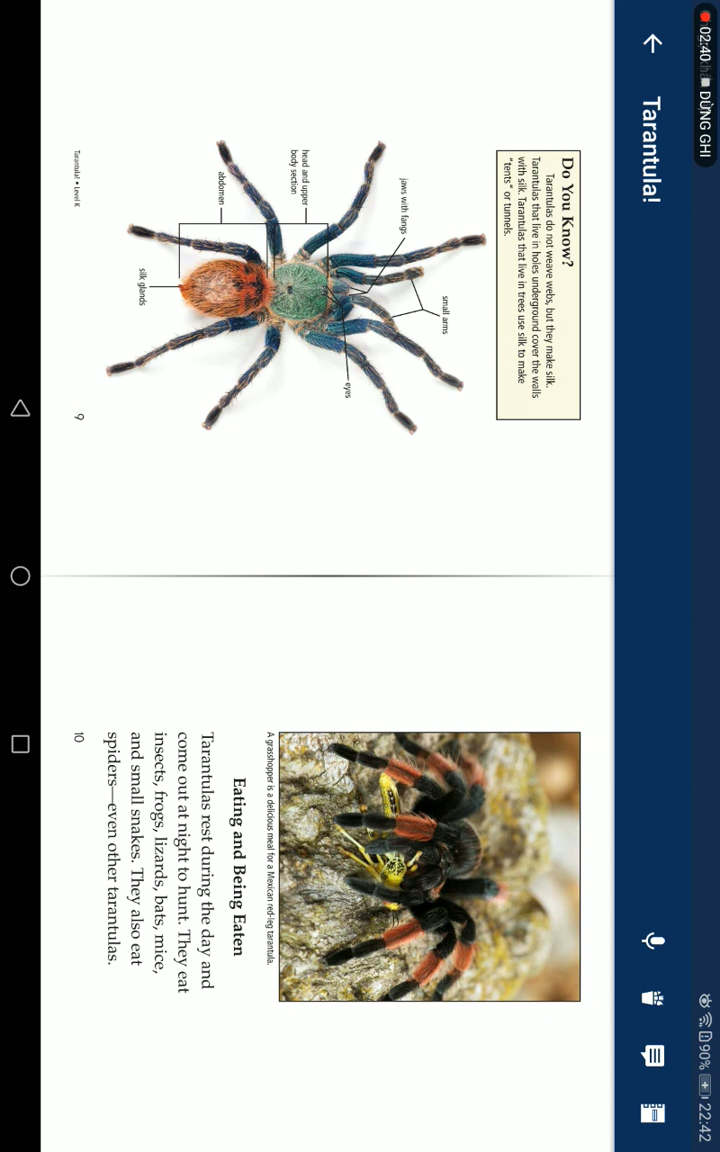 02:40 ■ DỪNG GHI
90% 22:42
Tarantula!
Do You Know?
Tarantulas do not weave webs, but they make silk.
Tarantulas that live in holes underground cover the walls
with silk. Tarantulas that live in trees use silk to make
“tents” or tunnels.
small arms
jaws with fangs
eyes
head and upper
body section
abdomen
silk glands
Tarantula! • Level K
9
A grasshopper is a delicious meal for a Mexican red-leg tarantula.
Eating and Being Eaten
Tarantulas rest during the day and
come out at night to hunt. They eat
insects, frogs, lizards, bats, mice,
and small snakes. They also eat
spiders—even other tarantulas.
10